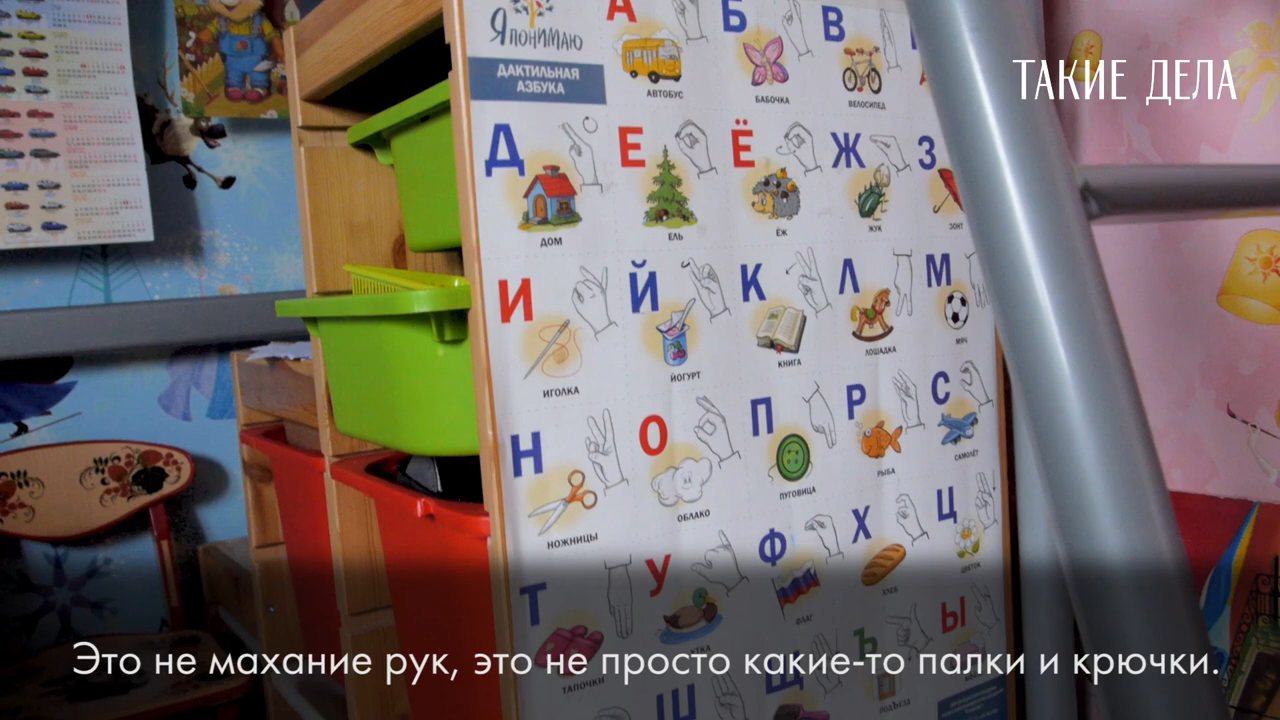 ТАКИЕ ДЕЛА
Я ПОНИМАЮ
ДАКТИЛЬНАЯ
АЗБУКА
А Б В
АВТОБУС БАБОЧКА ВЕЛОСИПЕД
Д Е Ё Ж З
ДОМ ЕЛЬ ЁЖ ЖУК ЗОНТ
И Й К Л М
ИГОЛКА ЙОГУРТ КНИГА ЛОШАДКА МЯЧ
Н О П Р С
НОЖНИЦЫ ОБЛАКО ПУГОВИЦА РЫБА САМОЛЁТ
Т У Ф Х Ц
ТАПОЧКИ УТКА ФЛАГ ХЛЕБ ЦВЕТОК
Ш Щ Ъ Ы
Это не махание рук, это не просто какие-то палки и крючки.